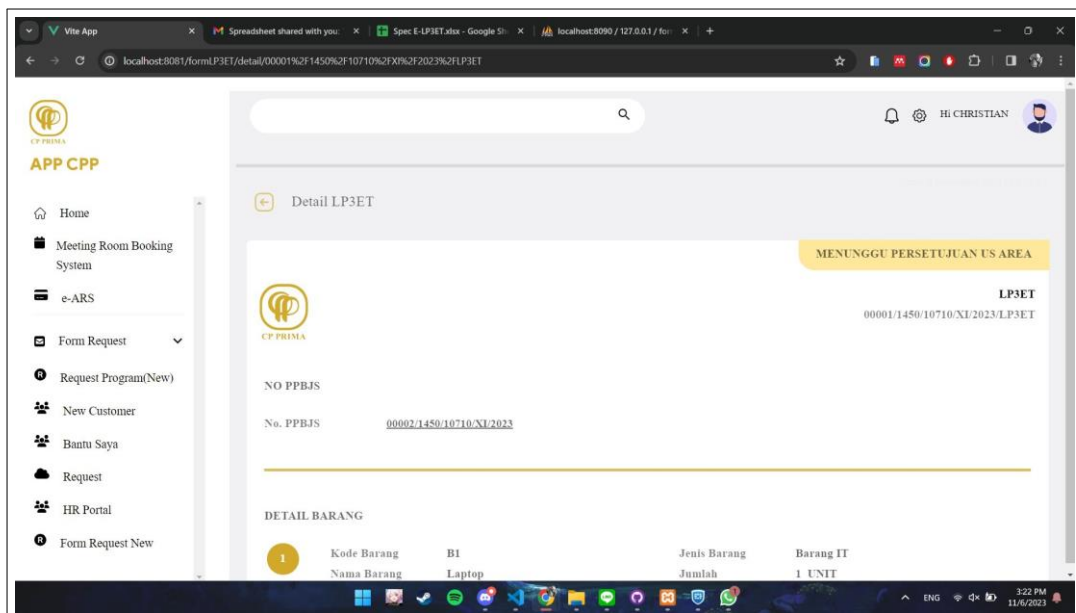 Vite App
Spreadsheet shared with you:
Spec E-LP3ET.xlsx - Google Sh
localhost:8090 / 127.0.0.1 / for
localhost:8081/formLP3ET/detail/00001%2F1450%2F10710%2FXI%2F2023%2FLP3ET
CP PRIMA
APP CPP
Hi CHRISTIAN
Home
Meeting Room Booking
System
e-ARS
Form Request
Request Program(New)
New Customer
Bantu Saya
Request
HR Portal
Form Request New
Detail LP3ET
MENUNGGU PERSETUJUAN US AREA
CP PRIMA
LP3ET
00001/1450/10710/XI/2023/LP3ET
NO PPBJS
No. PPBJS 00002/1450/10710/XI/2023
DETAIL BARANG
1
Kode Barang B1 Jenis Barang Barang IT
Nama Barang Laptop Jumlah 1 UNIT
ENG
3:22 PM
11/6/2023